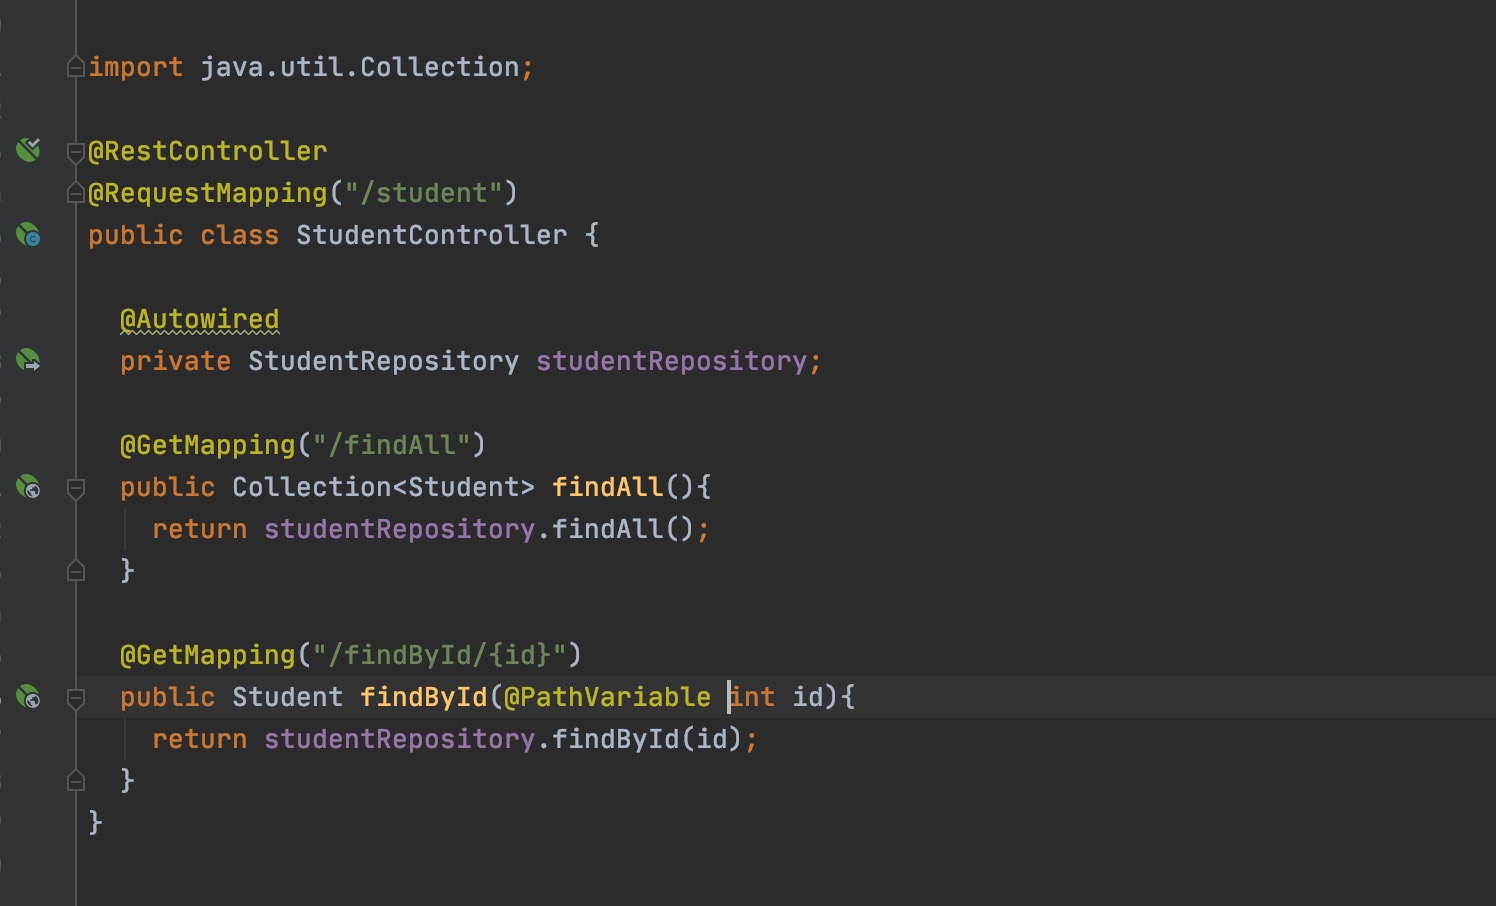 import java.util.Collection;
@RestController
@RequestMapping("/student")
public class StudentController {
@Autowired
private StudentRepository studentRepository;
@GetMapping("/findAll")
public Collection<Student> findAll(){
return studentRepository.findAll();
}
@GetMapping("/findById/{id}")
public Student findById(@PathVariable int id){
return studentRepository.findById(id);
}
}